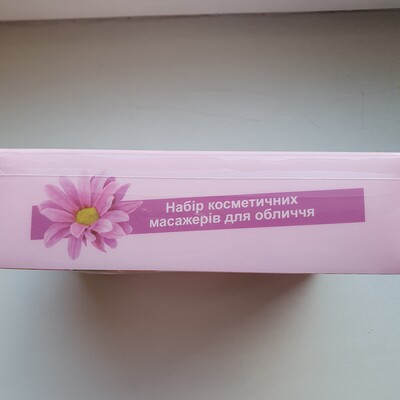 Набір косметичних
масажерів для обличчя